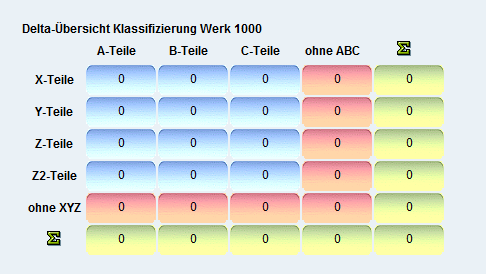 Delta-Übersicht Klassifizierung Werk 1000
A-Teile B-Teile C-Teile ohne ABC Σ
X-Teile 0 0 0 0 0
Y-Teile 0 0 0 0 0
Z-Teile 0 0 0 0 0
Z2-Teile 0 0 0 0 0
ohne XYZ 0 0 0 0 0
Σ 0 0 0 0 0